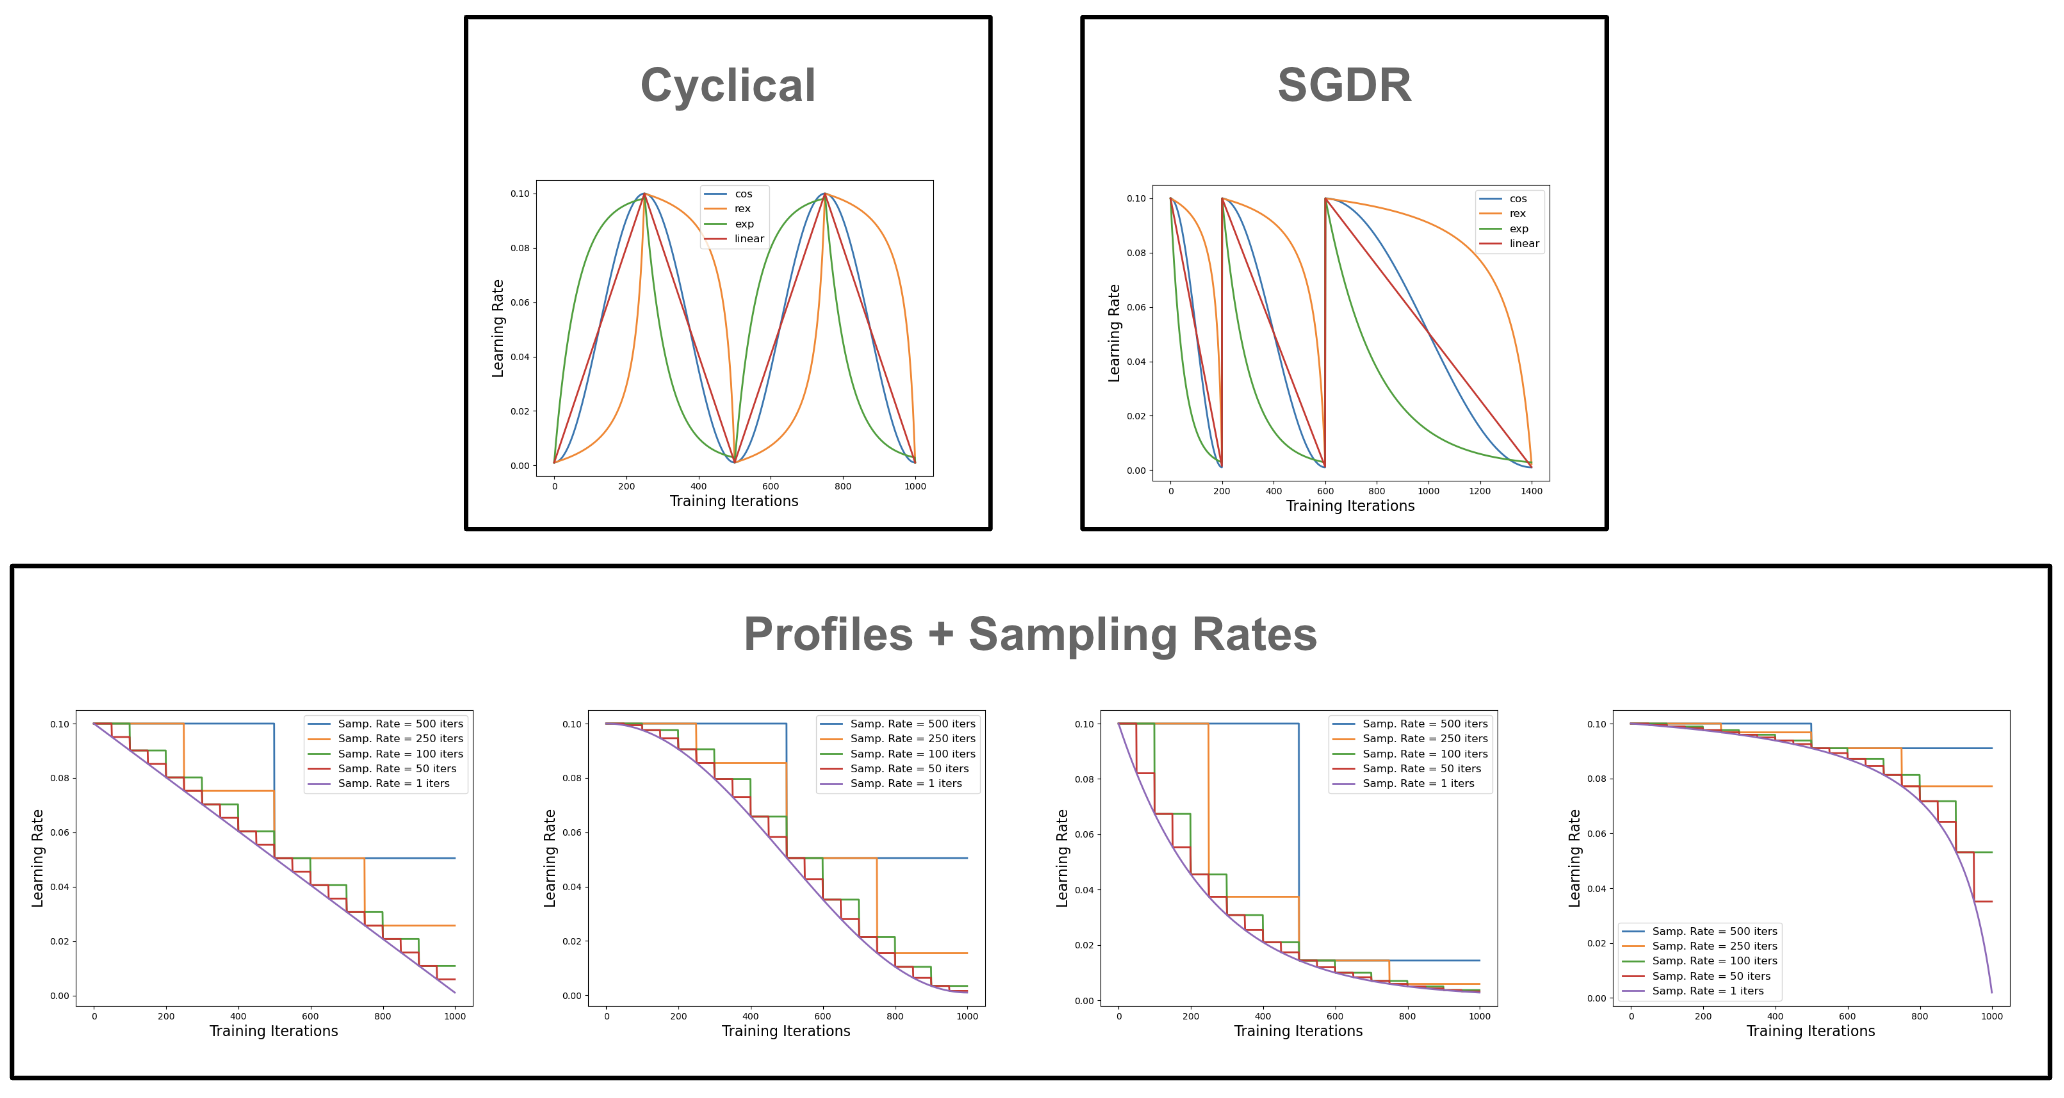 Cyclical
0.10
0.08
0.06
0.04
0.02
0.00
Learning Rate
cos
rex
exp
linear
0 200 400 600 800 1000
Training Iterations
SGDR
0.10
0.08
0.06
0.04
0.02
0.00
Learning Rate
cos
rex
exp
linear
0 200 400 600 800 1000 1200 1400
Training Iterations
Profiles + Sampling Rates
0.10
0.08
0.06
0.04
0.02
0.00
Learning Rate
Samp. Rate = 500 iters
Samp. Rate = 250 iters
Samp. Rate = 100 iters
Samp. Rate = 50 iters
Samp. Rate = 1 iters
0 200 400 600 800 1000
Training Iterations
0.10
0.08
0.06
0.04
0.02
0.00
Learning Rate
Samp. Rate = 500 iters
Samp. Rate = 250 iters
Samp. Rate = 100 iters
Samp. Rate = 50 iters
Samp. Rate = 1 iters
0 200 400 600 800 1000
Training Iterations
0.10
0.08
0.06
0.04
0.02
0.00
Learning Rate
Samp. Rate = 500 iters
Samp. Rate = 250 iters
Samp. Rate = 100 iters
Samp. Rate = 50 iters
Samp. Rate = 1 iters
0 200 400 600 800 1000
Training Iterations
0.10
0.08
0.06
0.04
0.02
0.00
Learning Rate
Samp. Rate = 500 iters
Samp. Rate = 250 iters
Samp. Rate = 100 iters
Samp. Rate = 50 iters
Samp. Rate = 1 iters
0 200 400 600 800 1000
Training Iterations